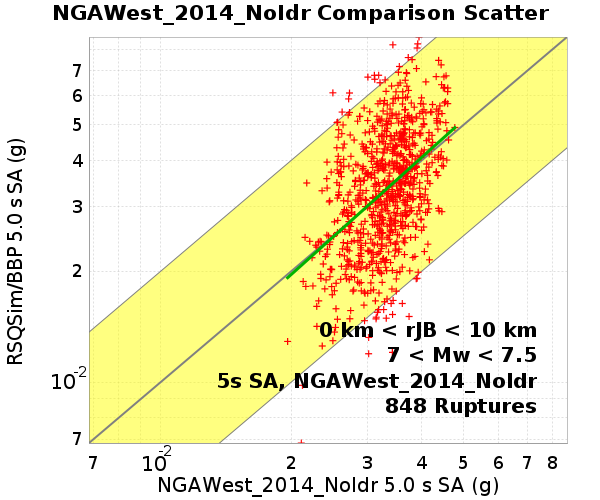 NGAWest_2014_NoIdr Comparison Scatter
RSQSim/BBP 5.0 s SA (g)
7
6
5
4
3
2
10-2
7
0 km < rJB < 10 km
7 < Mw < 7.5
5s SA, NGAWest_2014_NoIdr
848 Ruptures
7 10-2 2 3 4 5 6 7 8
NGAWest_2014_NoIdr 5.0 s SA (g)